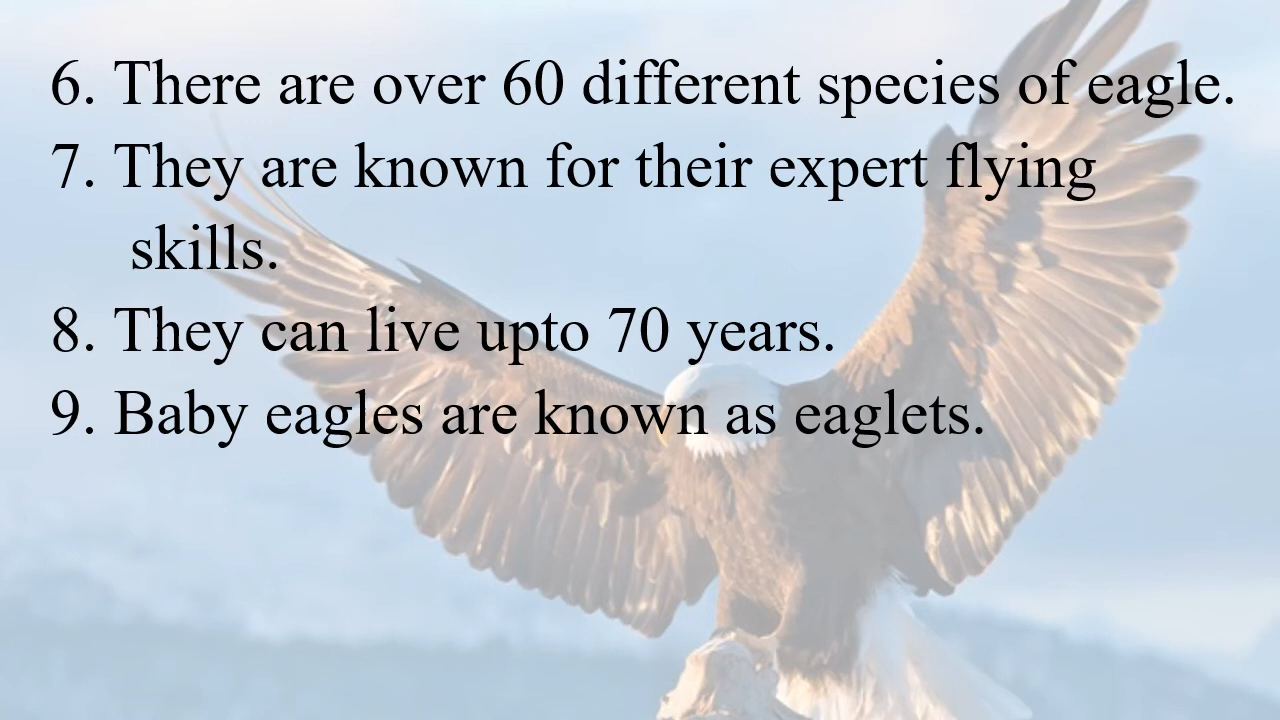 6. There are over 60 different species of eagle.
7. They are known for their expert flying
skills.
8. They can live upto 70 years.
9. Baby eagles are known as eaglets.